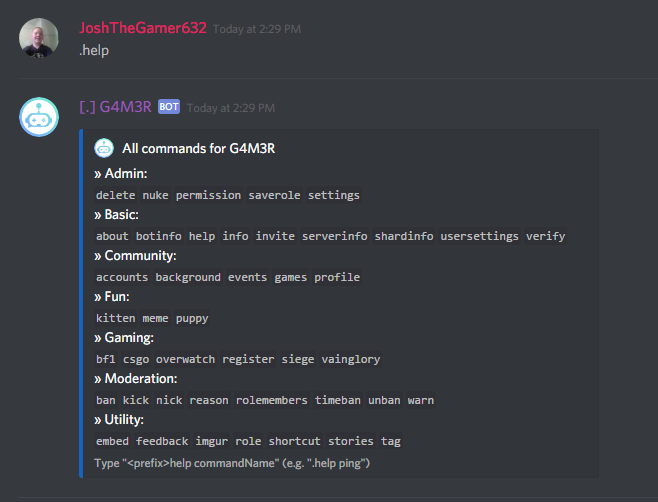 JoshTheGamer632 Today at 2:29 PM
.help
[.] G4M3R BOT Today at 2:29 PM
All commands for G4M3R
» Admin:
delete nuke permission saverole settings
» Basic:
about botinfo help info invite serverinfo shardinfo usersettings verify
» Community:
accounts background events games profile
» Fun:
kitten meme puppy
» Gaming:
bf1 csgo overwatch register siege vainglory
» Moderation:
ban kick nick reason rolemembers timeban unban warn
» Utility:
embed feedback imgur role shortcut stories tag
Type "<prefix>help commandName" (e.g. ".help ping")